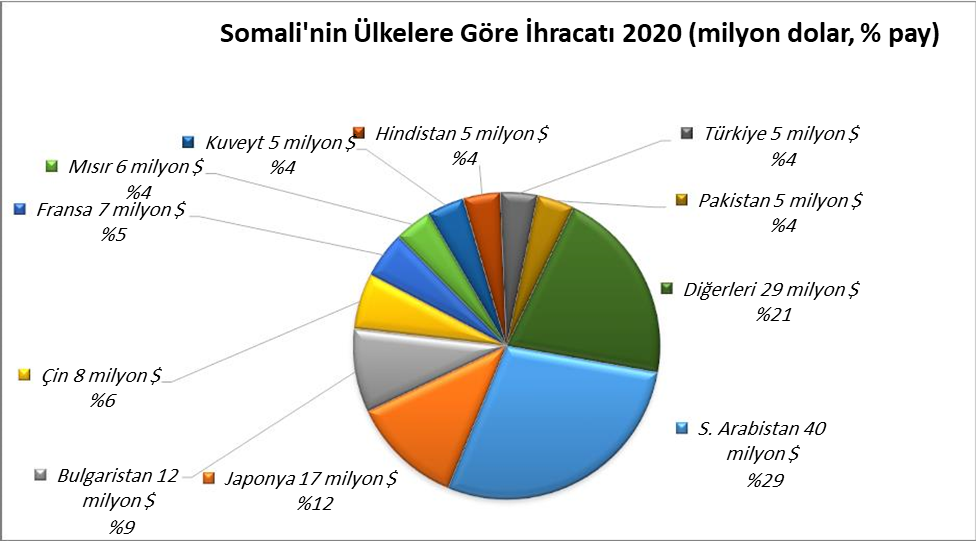 Somali'nin Ülkelere Göre İhracatı 2020 (milyon dolar, % pay)
Kuveyt 5 milyon $
%4
Hindistan 5 milyon $
%4
Türkiye 5 milyon $
%4
Mısır 6 milyon $
%4
Fransa 7 milyon $
%5
Pakistan 5 milyon $
%4
Diğerleri 29 milyon $
%21
Çin 8 milyon $
%6
S. Arabistan 40
milyon $
%29
Bulgaristan 12
milyon $
%9
Japonya 17 milyon $
%12